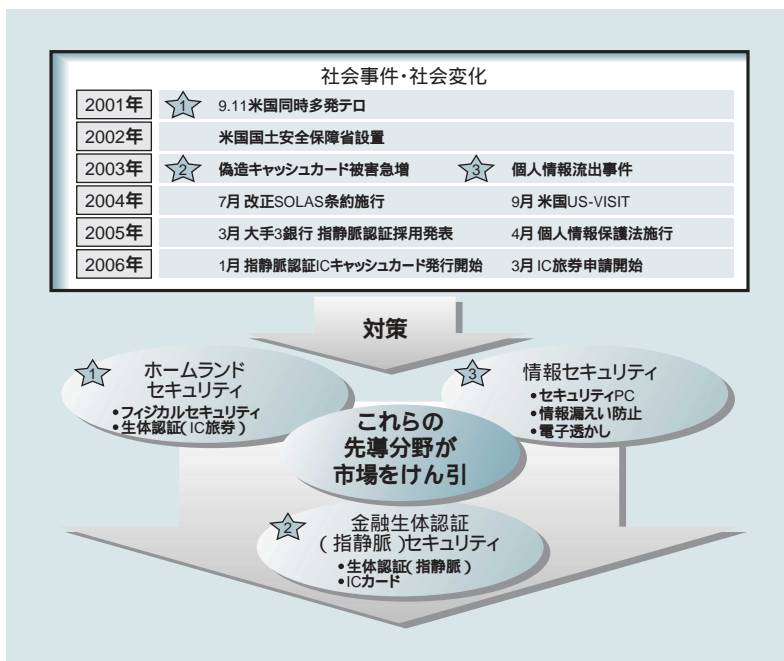 社会事件・社会変化
2001年 1 9.11米国同時多発テロ
2002年 米国国土安全保障省設置
2003年 2 偽造キャッシュカード被害急増 3 個人情報流出事件
2004年 7月 改正SOLAS条約施行 9月 米国US-VISIT
2005年 3月 大手3銀行 指静脈認証採用発表 4月 個人情報保護法施行
2006年 1月 指静脈認証ICキャッシュカード発行開始 3月 IC旅券申請開始
対策
1 ホームランド
セキュリティ
•フィジカルセキュリティ
•生体認証(IC旅券)
3 情報セキュリティ
•セキュリティPC
•情報漏えい防止
•電子透かし
これらの
先導分野が
市場をけん引
2 金融生体認証
(指静脈)セキュリティ
•生体認証(指静脈)
•ICカード